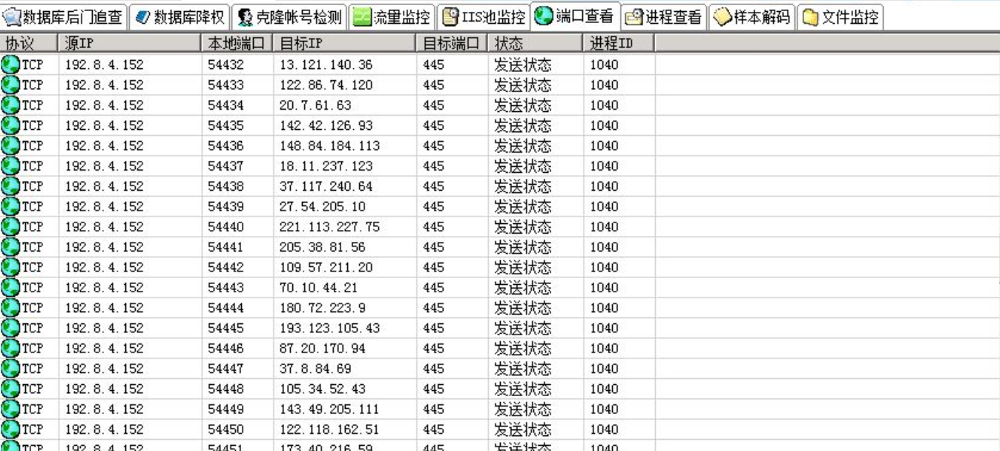 数据库后门追查 数据库降权 克隆帐号检测 流量监控 IIS池监控 端口查看 进程查看 样本解码 文件监控
协议 源IP 本地端口 目标IP 目标端口 状态 进程ID
TCP 192.8.4.152 54432 13.121.140.36 445 发送状态 1040
TCP 192.8.4.152 54433 122.86.74.120 445 发送状态 1040
TCP 192.8.4.152 54434 20.7.61.63 445 发送状态 1040
TCP 192.8.4.152 54435 142.42.126.93 445 发送状态 1040
TCP 192.8.4.152 54436 148.84.184.113 445 发送状态 1040
TCP 192.8.4.152 54437 18.11.237.123 445 发送状态 1040
TCP 192.8.4.152 54438 37.117.240.64 445 发送状态 1040
TCP 192.8.4.152 54439 27.54.205.10 445 发送状态 1040
TCP 192.8.4.152 54440 221.113.227.75 445 发送状态 1040
TCP 192.8.4.152 54441 205.38.81.56 445 发送状态 1040
TCP 192.8.4.152 54442 109.57.211.20 445 发送状态 1040
TCP 192.8.4.152 54443 70.10.44.21 445 发送状态 1040
TCP 192.8.4.152 54444 180.72.223.9 445 发送状态 1040
TCP 192.8.4.152 54445 193.123.105.43 445 发送状态 1040
TCP 192.8.4.152 54446 87.20.170.94 445 发送状态 1040
TCP 192.8.4.152 54447 37.8.84.69 445 发送状态 1040
TCP 192.8.4.152 54448 105.34.52.43 445 发送状态 1040
TCP 192.8.4.152 54449 143.49.205.111 445 发送状态 1040
TCP 192.8.4.152 54450 122.118.162.51 445 发送状态 1040
TCP 192.8.4.152 54451 173.40.216.59 445 发送状态 1040